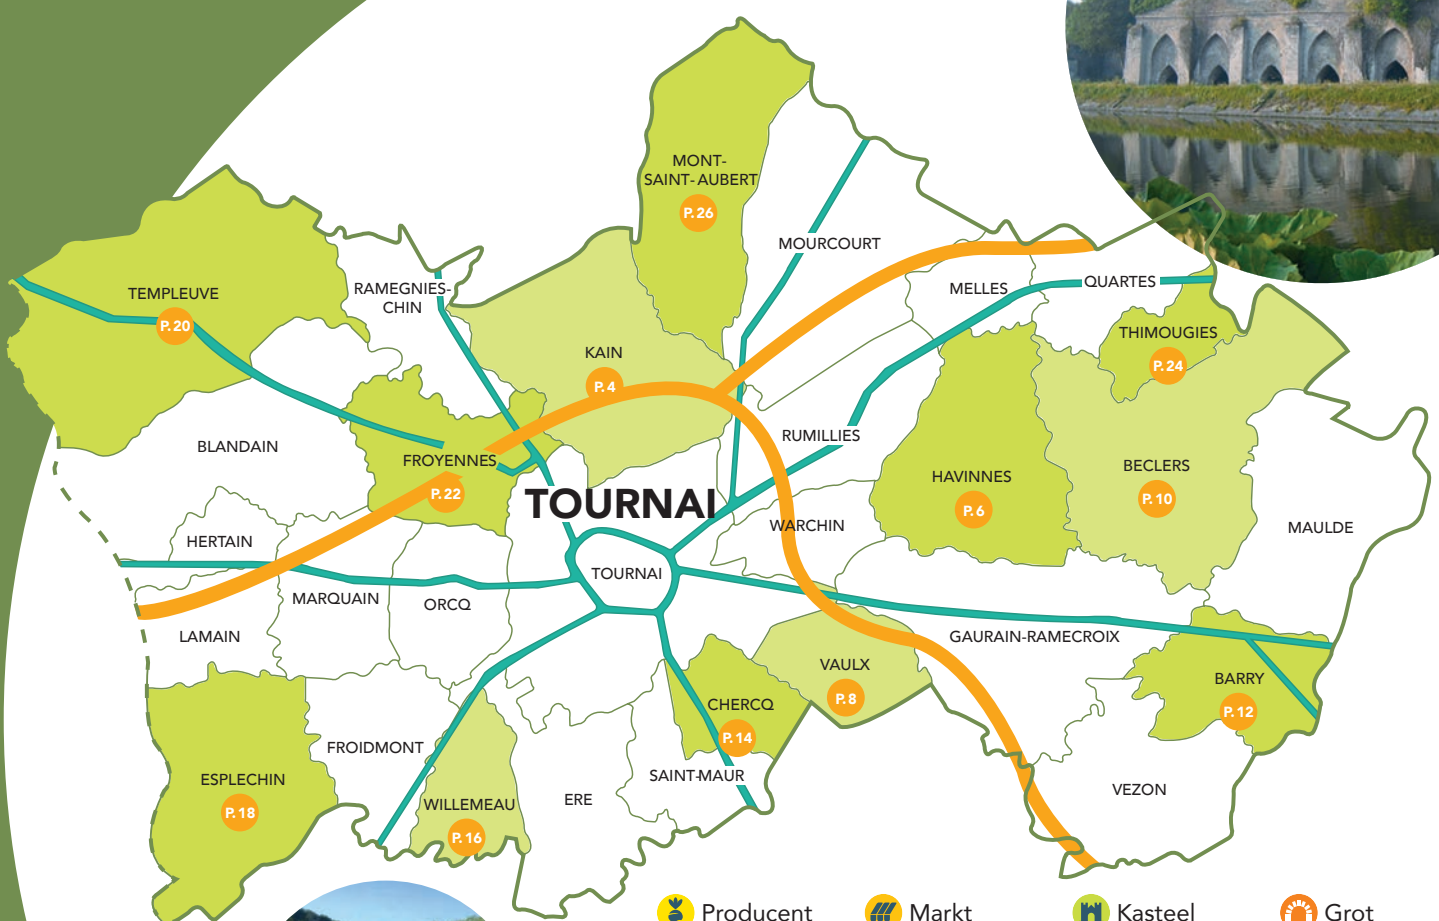 MONT-
SAINT-AUBERT
P. 26
MOURCOURT
TEMPLEUVE
P. 20
RAMEGNIES-
CHIN
MELLES
QUARTES
THIMOUGIES
P. 24
KAIN
P. 4
BLANDAIN
FROYENNES
P. 22
RUMILLIES
HAVINNES
P. 6
BECLERS
P. 10
TOURNAI
WARCHIN
MAULDE
HERTAIN
TOURNAI
MARQUAIN
ORCQ
LAMAIN
GAURAIN-RAMECROIX
VAULX
P. 8
BARRY
P. 12
CHERCQ
P. 14
FROIDMONT
SAINT-MAUR
ESPLECHIN
P. 18
WILLEMEAU
P. 16
ERE
VEZON
Producent
Markt
Kasteel
Grot